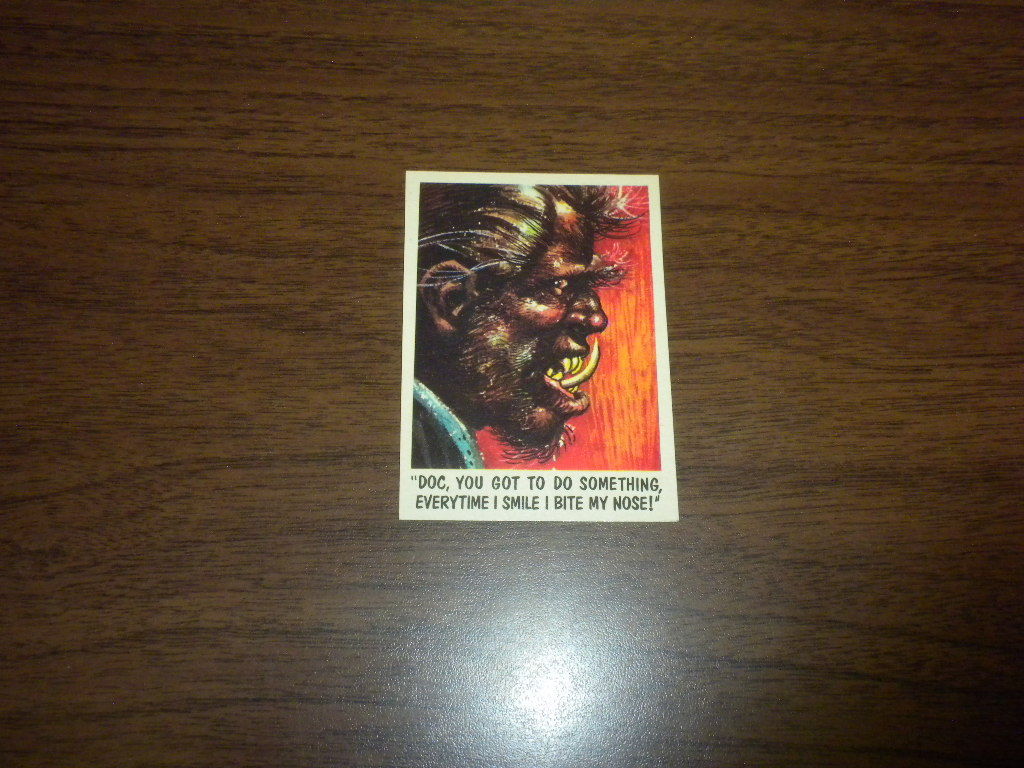 "DOC, YOU GOT TO DO SOMETHING,
EVERYTIME I SMILE I BITE MY NOSE!"